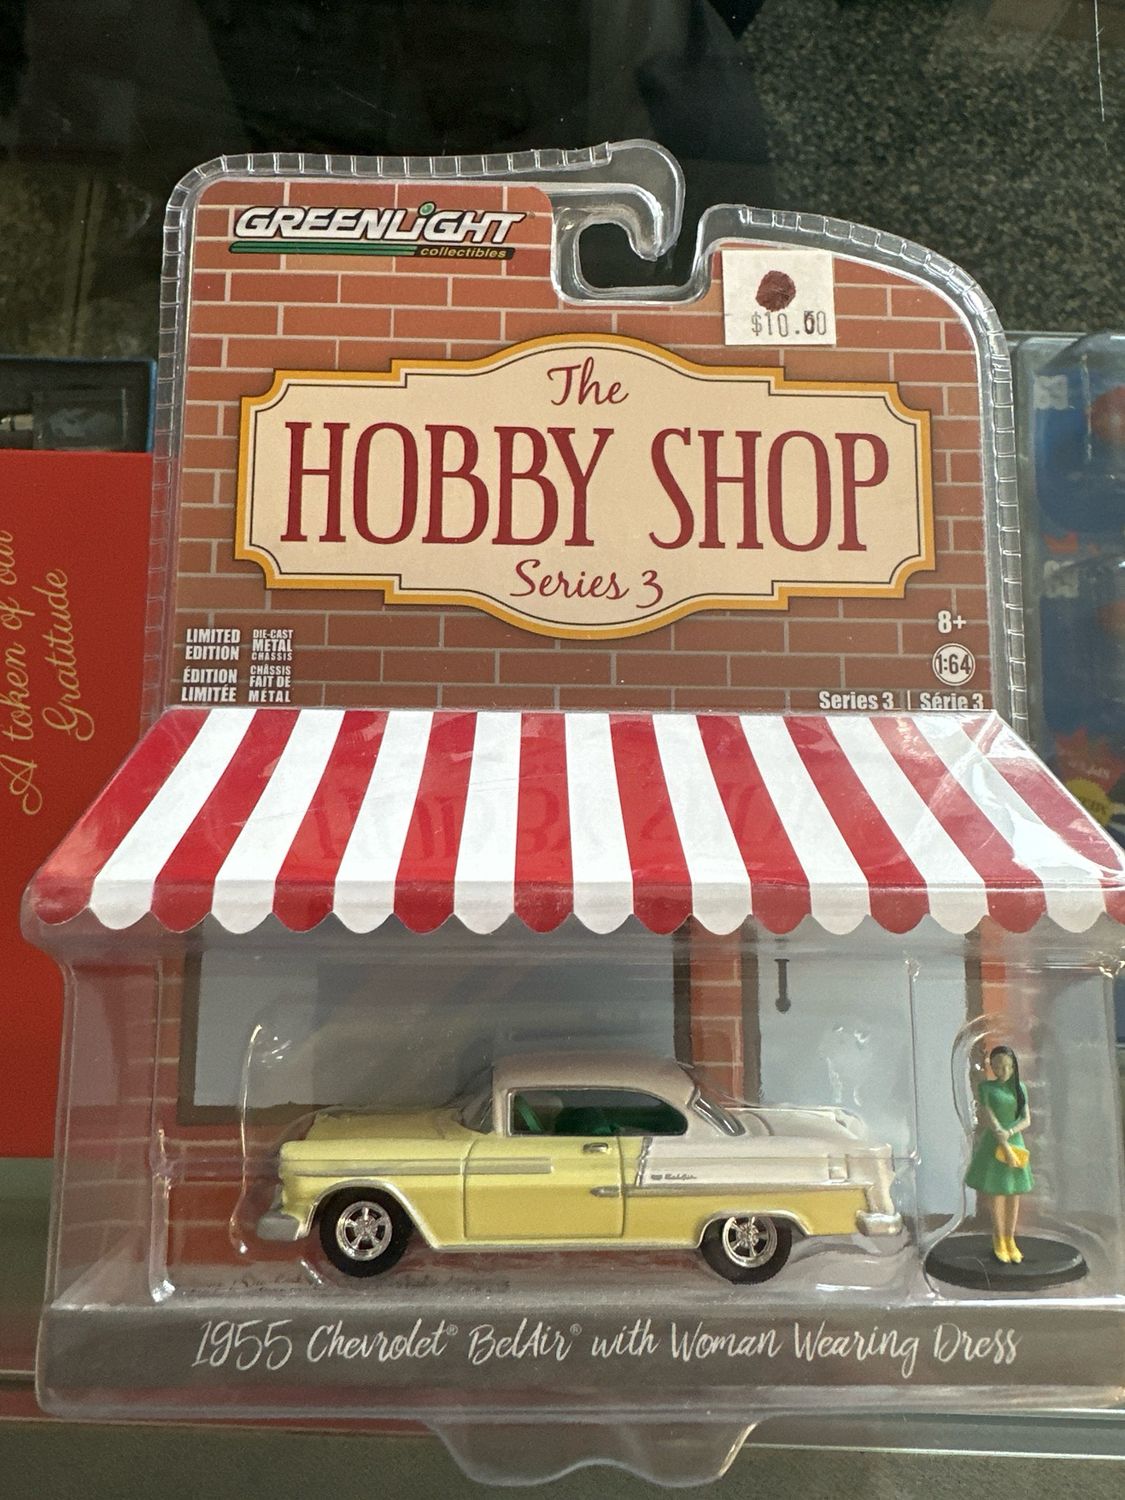 GREENLIGHT
collectibles
$10.00
The
HOBBY SHOP
Series 3
8+
1:64
LIMITED
EDITION
DIE-CAST
METAL
CHASSIS
ÉDITION
LIMITÉE
CHÂSSIS
FAIT DE
MÉTAL
Series 3 | Série 3
A token of our
Gratitude
BelAir
1955 Chevrolet® BelAir® with Woman Wearing Dress